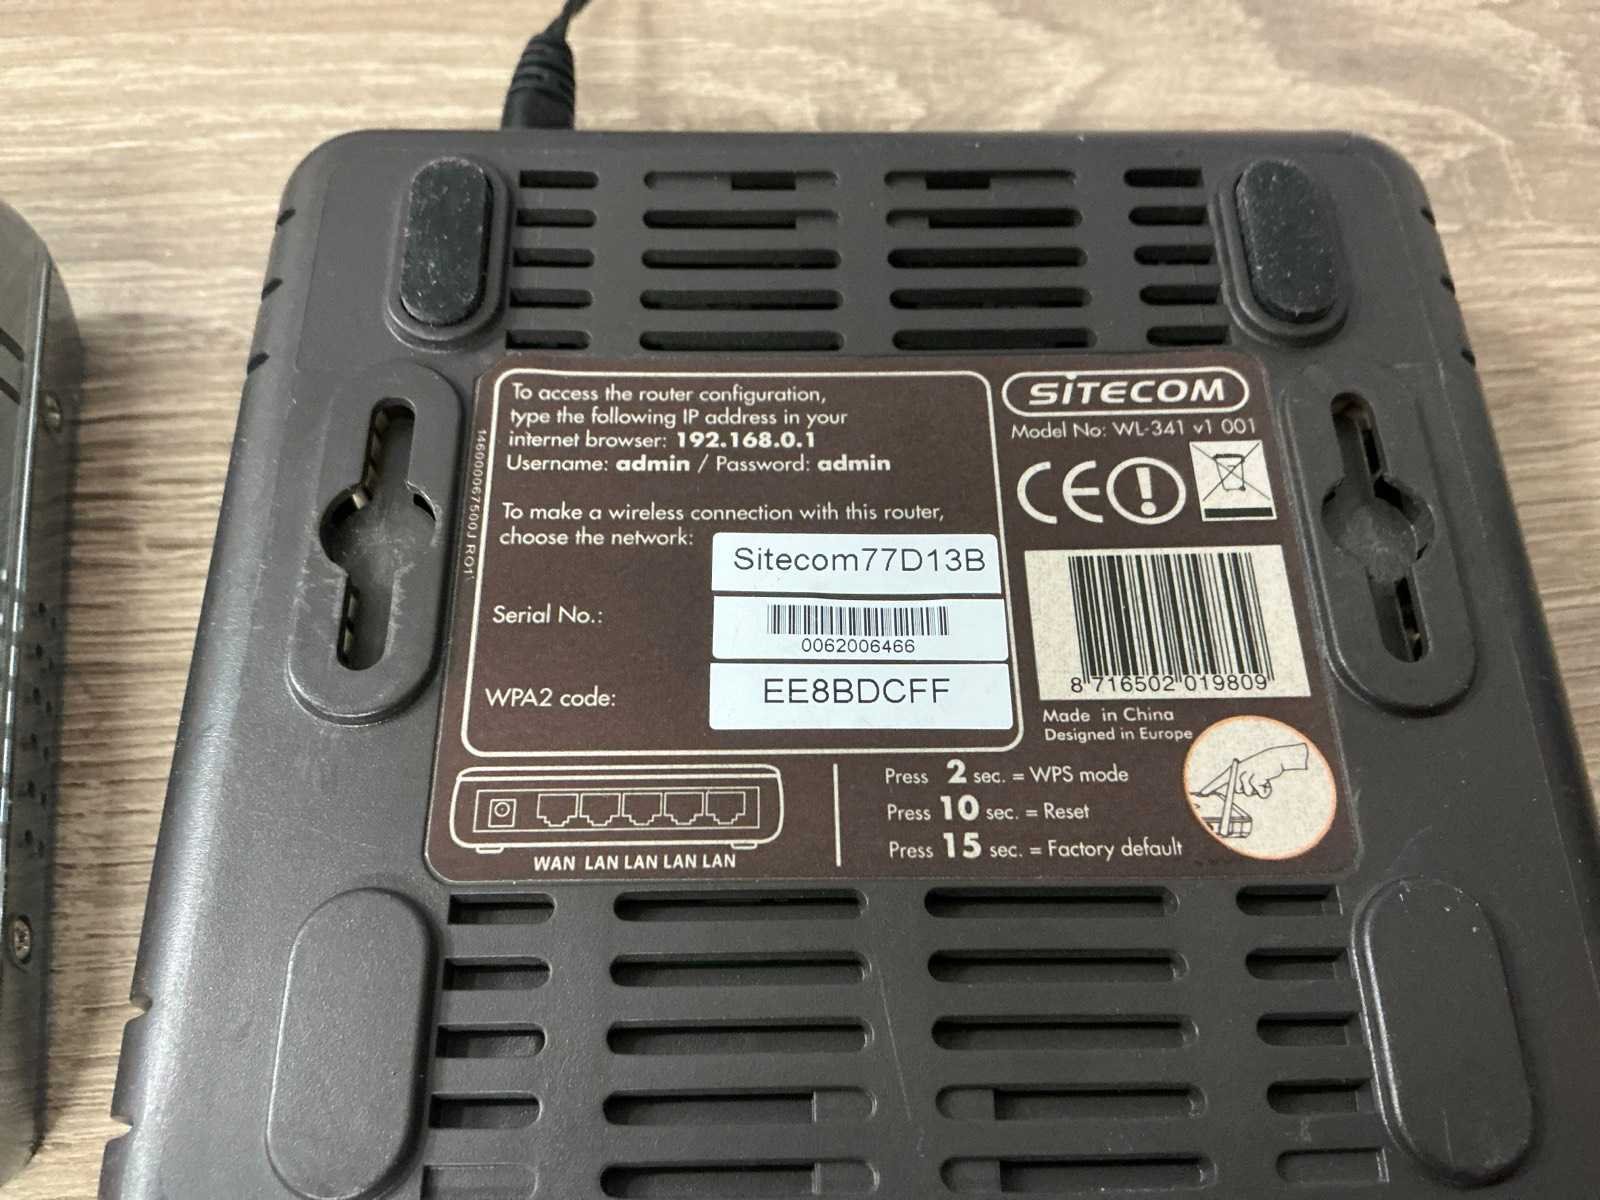 To access the router configuration,
type the following IP address in your
internet browser: 192.168.0.1
Username: admin / Password: admin
To make a wireless connection with this router,
choose the network:
Sitecom77D13B
Serial No.:
0062006466
WPA2 code:
EE8BDCFF
146000067500J R01
SITECOM
Model No: WL-341 v1 001
CE
8 716502 019809
Made in China
Designed in Europe
WAN LAN LAN LAN LAN
Press 2 sec. = WPS mode
Press 10 sec. = Reset
Press 15 sec. = Factory default